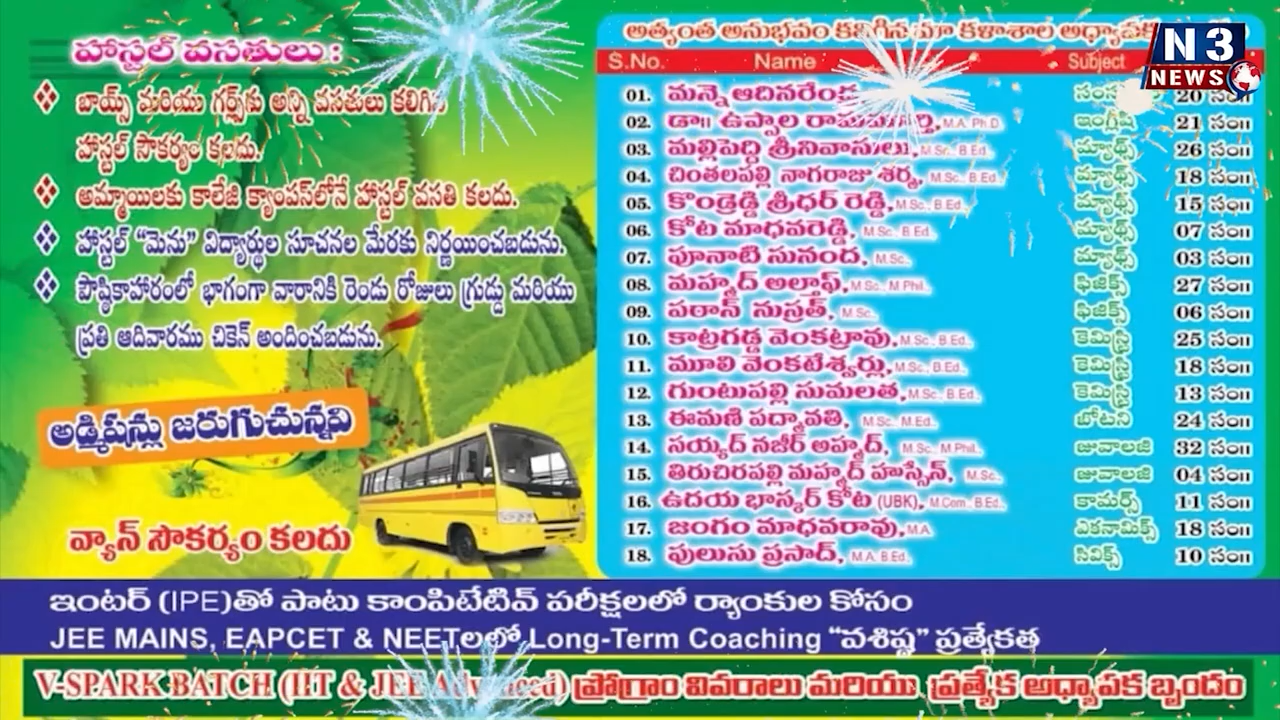 హాస్టల్ వసతులు :
బాయ్స్ మరియు గర్ల్స్‌ను అన్ని వసతులు కలిగిన
హాస్టల్ సౌకర్యం కలదు.
అమ్మాయిలకు కాలేజి క్యాంపస్‌లోనే హాస్టల్ వసతి కలదు.
హాస్టల్ “మెను” విద్యార్థుల సూచనల మేరకు నిర్ణయించబడును.
పౌష్ఠికాహారంలో భాగంగా వారానికి రెండు రోజులు గ్రుడ్డు మరియు
ప్రతి ఆదివారము చికెన్ అందించబడును.
అడ్మిషన్లు జరుగుచున్నవి
వ్యాన్ సౌకర్యం కలదు
అత్యంత అనుభవం కలిగిన మా కళాశాల
N3
NEWS
S.No. Name Subject
01. మన్నె 20 సం॥
02. డా॥ ఉప్పాల M.A. Ph.D ఇంగ్లీష్ 21 సం॥
03. మల్లిపెద్ది శ్రీనివాసులు, M.Sc., B.Ed. మ్యాథ్స్ 26 సం॥
04. చింతలపల్లి నాగరాజు శర్మ, M.Sc., B.Ed. మ్యాథ్స్ 18 సం॥
05. కొండ్రెడ్డి శ్రీధర్ రెడ్డి, M.Sc., B.Ed. మ్యాథ్స్ 15 సం॥
06. కోట మాధవరెడ్డి, M.Sc., B.Ed. మ్యాథ్స్ 07 సం॥
07. పూనాటి సునంద, M.Sc. మ్యాథ్స్ 03 సం॥
08. మహ్మద్ అల్తాఫ్, M.Sc., M.Phil., ఫిజిక్స్ 27 సం॥
09. పఠాన్ నుస్రత్, M.Sc. ఫిజిక్స్ 06 సం॥
10. కాట్రగడ్డ వెంకట్రావు, M.Sc., B.Ed. కెమిస్ట్రి 25 సం॥
11. మూలి వెంకటేశ్వర్లు, M.Sc., B.Ed. కెమిస్ట్రి 18 సం॥
12. గుంటుపల్లి సుమలత, M.Sc., B.Ed. కెమిస్ట్రి 13 సం॥
13. ఈమణి పద్మావతి, M.Sc., M.Ed. బోటని 24 సం॥
14. సయ్యద్ నజీర్ అహ్మద్, M.Sc., M.Phil., జువాలజి 32 సం॥
15. తిరుచిరపల్లి మహ్మద్ హుస్సేన్, M.Sc. జువాలజి 04 సం॥
16. ఉదయ భాస్కర్ కోట (UBK), M.Com., B.Ed., కామర్స్ 11 సం॥
17. జంగం మాధవరావు, M.A. ఎకనామిక్స్ 18 సం॥
18. పులుసు ప్రసాద్, M.A. B.Ed. సివిక్స్ 10 సం॥
ఇంటర్ (IPE)తో పాటు కాంపిటేటివ్ పరీక్షలలో ర్యాంకుల కోసం
JEE MAINS, EAPCET & NEETలలో Long-Term Coaching “వశిష్ఠ” ప్రత్యేకత
V-SPARK BATCH (IIT & JEE Advanced) ప్రోగ్రాం వివరాలు మరియు ప్రత్యేక అధ్యాపక బృందం